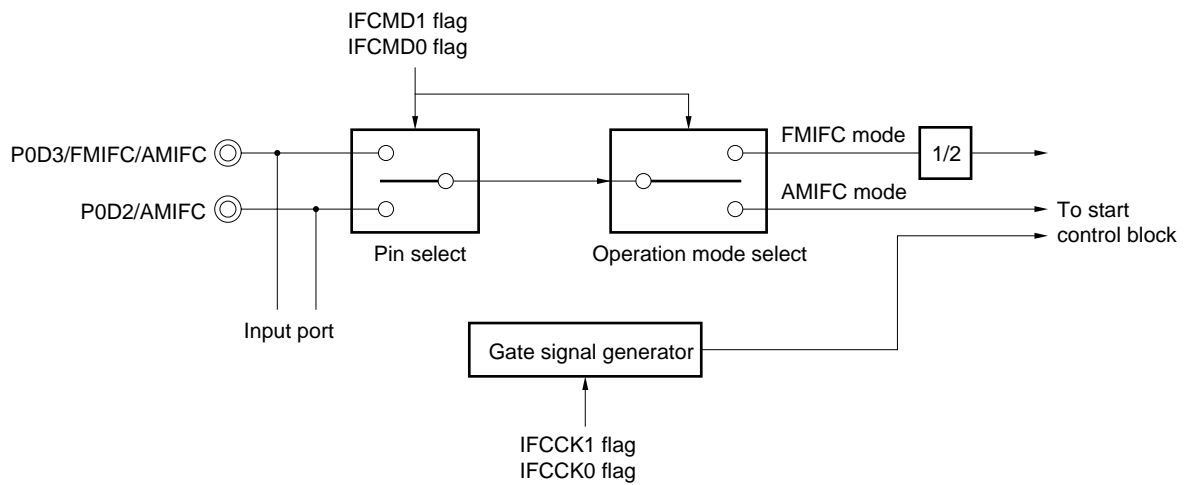 IFCMD1 flag
IFCMD0 flag
P0D3/FMIFC/AMIFC
FMIFC mode
1/2
P0D2/AMIFC
AMIFC mode
To start
control block
Pin select
Operation mode select
Input port
Gate signal generator
IFCCK1 flag
IFCCK0 flag